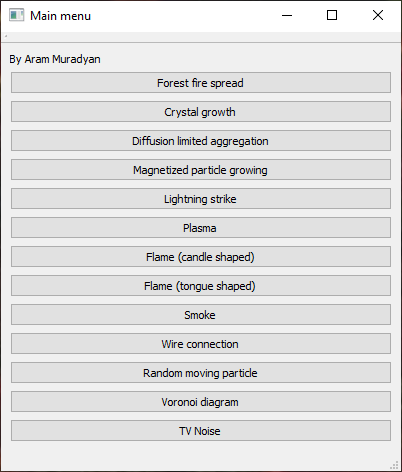 Main menu
By Aram Muradyan
Forest fire spread
Crystal growth
Diffusion limited aggregation
Magnetized particle growing
Lightning strike
Plasma
Flame (candle shaped)
Flame (tongue shaped)
Smoke
Wire connection
Random moving particle
Voronoi diagram
TV Noise